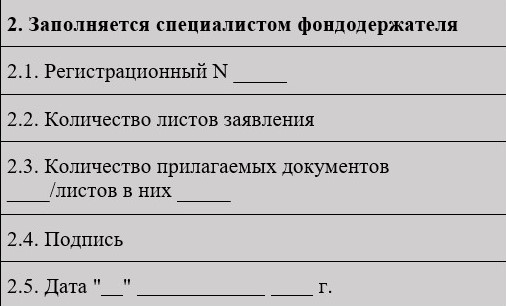 2. Заполняется специалистом фондодержателя
2.1. Регистрационный N _____
2.2. Количество листов заявления
2.3. Количество прилагаемых документов
____/листов в них _____
2.4. Подпись
2.5. Дата "__" ____________ ____ г.